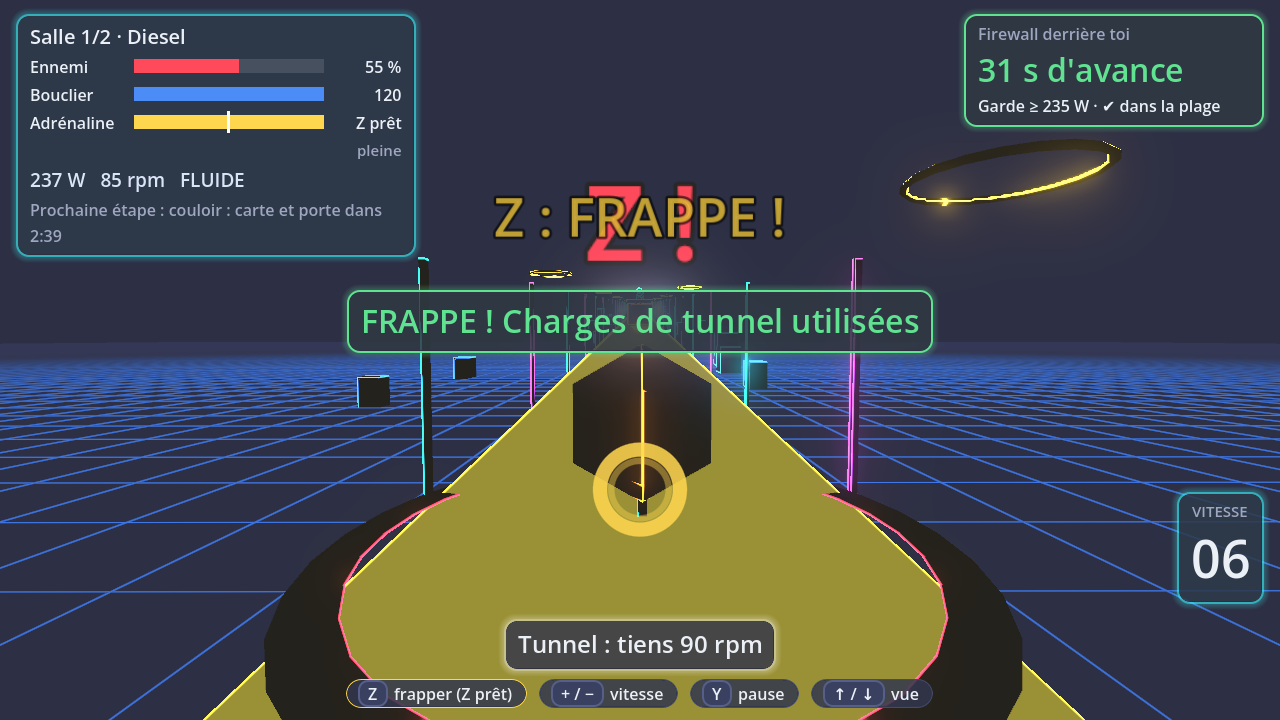 Salle 1/2 · Diesel
Ennemi 55 %
Bouclier 120
Adrénaline Z prêt
pleine
237 W 85 rpm FLUIDE
Prochaine étape : couloir : carte et porte dans
2:39
Firewall derrière toi
31 s d'avance
Garde ≥ 235 W · ✔ dans la plage
Z !
Z : FRAPPE !
FRAPPE ! Charges de tunnel utilisées
VITESSE
06
Tunnel : tiens 90 rpm
Z frapper (Z prêt) + / − vitesse Y pause ↑ / ↓ vue